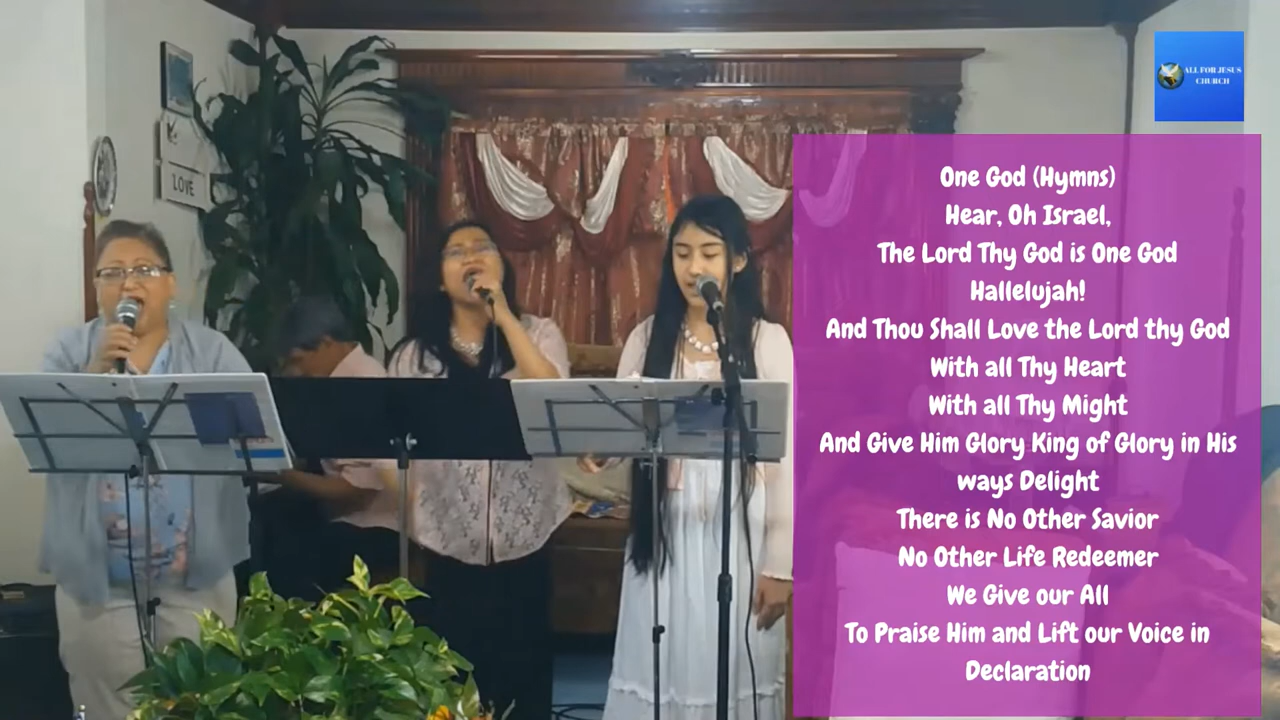 LOVE
ALL FOR JESUS
CHURCH
One God (Hymns)
Hear, Oh Israel,
The Lord Thy God is One God
Hallelujah!
And Thou Shall Love the Lord thy God
With all Thy Heart
With all Thy Might
And Give Him Glory King of Glory in His
ways Delight
There is No Other Savior
No Other Life Redeemer
We Give our All
To Praise Him and Lift our Voice in
Declaration